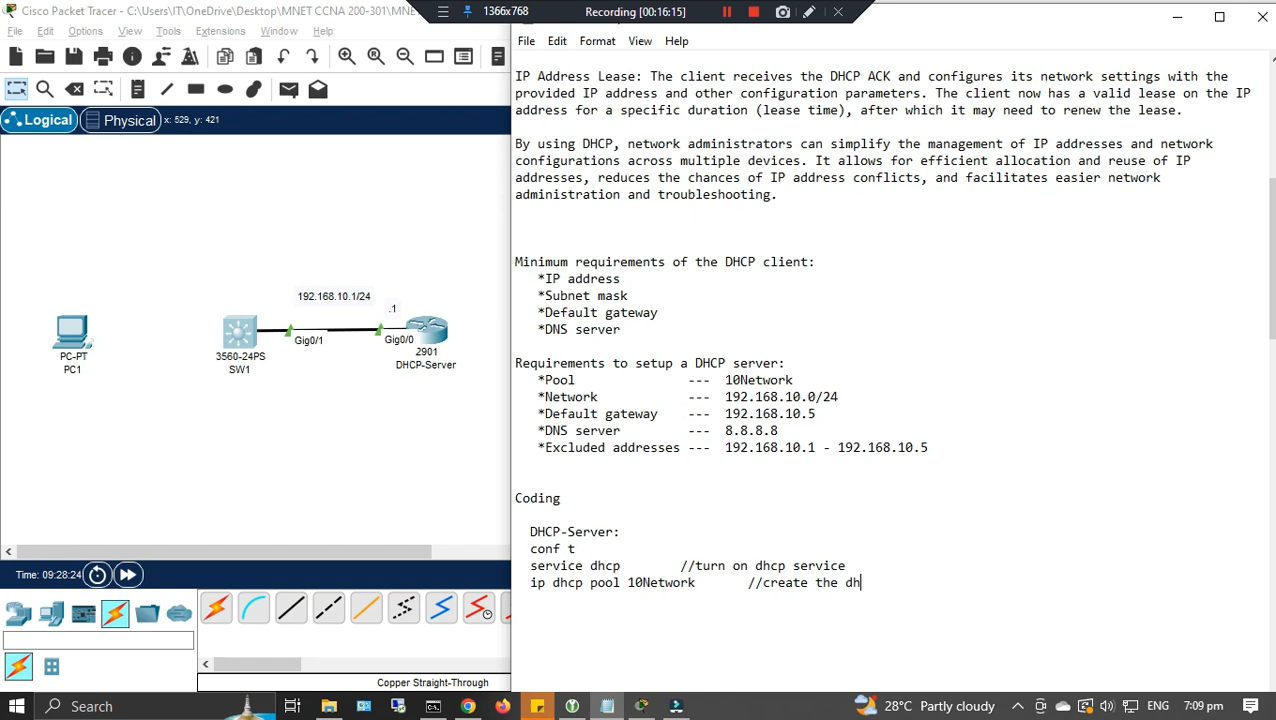 Cisco Packet Tracer - C:\Users\IT\OneDrive\Desktop\MNET CCNA 200-301\MNE
1366x768
Recording [00:16:15]
File Edit Options View Tools Extensions Window Help
Logical
Physical
x: 529, y: 421
192.168.10.1/24
.1
Gig0/1
Gig0/0
PC-PT
PC1
3560-24PS
SW1
2901
DHCP-Server
Time: 09:28:24
Copper Straight-Through
File Edit Format View Help
IP Address Lease: The client receives the DHCP ACK and configures its network settings with the
provided IP address and other configuration parameters. The client now has a valid lease on the IP
address for a specific duration (lease time), after which it may need to renew the lease.
By using DHCP, network administrators can simplify the management of IP addresses and network
configurations across multiple devices. It allows for efficient allocation and reuse of IP
addresses, reduces the chances of IP address conflicts, and facilitates easier network
administration and troubleshooting.
Minimum requirements of the DHCP client:
*IP address
*Subnet mask
*Default gateway
*DNS server
Requirements to setup a DHCP server:
*Pool --- 10Network
*Network --- 192.168.10.0/24
*Default gateway --- 192.168.10.5
*DNS server --- 8.8.8.8
*Excluded addresses --- 192.168.10.1 - 192.168.10.5
Coding
DHCP-Server:
conf t
service dhcp //turn on dhcp service
ip dhcp pool 10Network //create the dh
Search
28°C Partly cloudy
ENG
7:09 pm